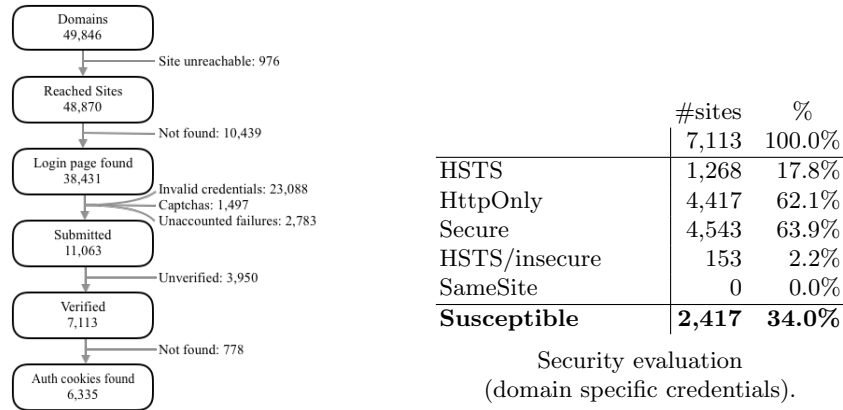 Domains
49,846
Site unreachable: 976
Reached Sites
48,870
Not found: 10,439
Login page found
38,431
Invalid credentials: 23,088
Captchas: 1,497
Unaccounted failures: 2,783
Submitted
11,063
Unverified: 3,950
Verified
7,113
Not found: 778
Auth cookies found
6,335
#sites %
7,113 100.0%
HSTS 1,268 17.8%
HttpOnly 4,417 62.1%
Secure 4,543 63.9%
HSTS/insecure 153 2.2%
SameSite 0 0.0%
Susceptible 2,417 34.0%
Security evaluation
(domain specific credentials).